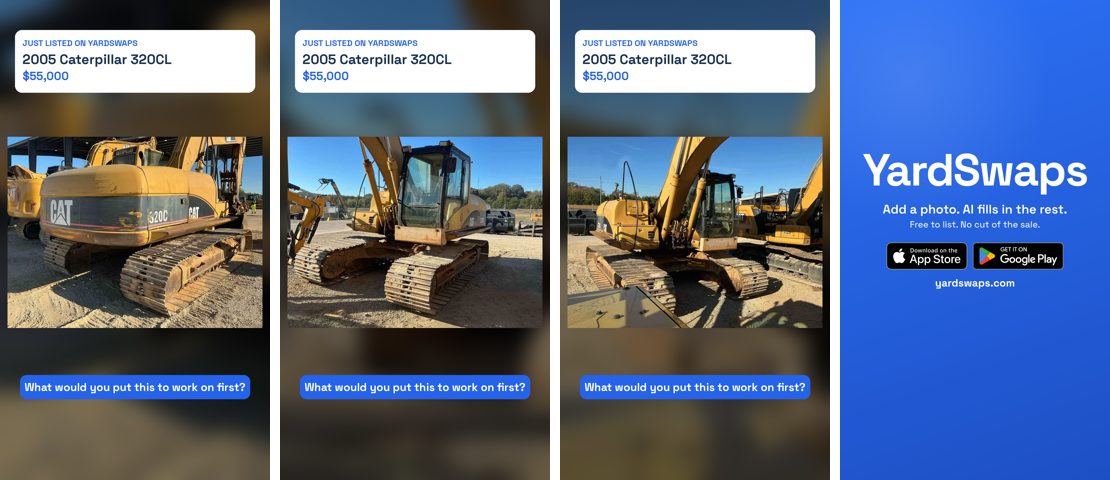 JUST LISTED ON YARDSWAPS
2005 Caterpillar 320CL
$55,000
CAT
320C
CAT
What would you put this to work on first?
JUST LISTED ON YARDSWAPS
2005 Caterpillar 320CL
$55,000
What would you put this to work on first?
JUST LISTED ON YARDSWAPS
2005 Caterpillar 320CL
$55,000
What would you put this to work on first?
YardSwaps
Add a photo. AI fills in the rest.
Free to list. No cut of the sale.
Download on the
App Store
GET IT ON
Google Play
yardswaps.com